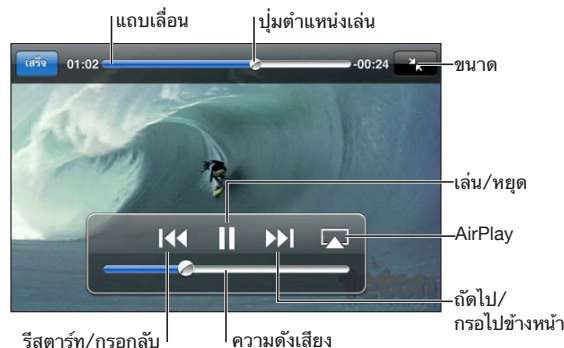 แถบเลื่อน
ปุ่มตำแหน่งเล่น
เสร็จ
01:02
-00:24
ขนาด
เล่น/หยุด
AirPlay
ถัดไป/
กรอไปข้างหน้า
รีสตาร์ท/กรอกลับ
ความดังเสียง